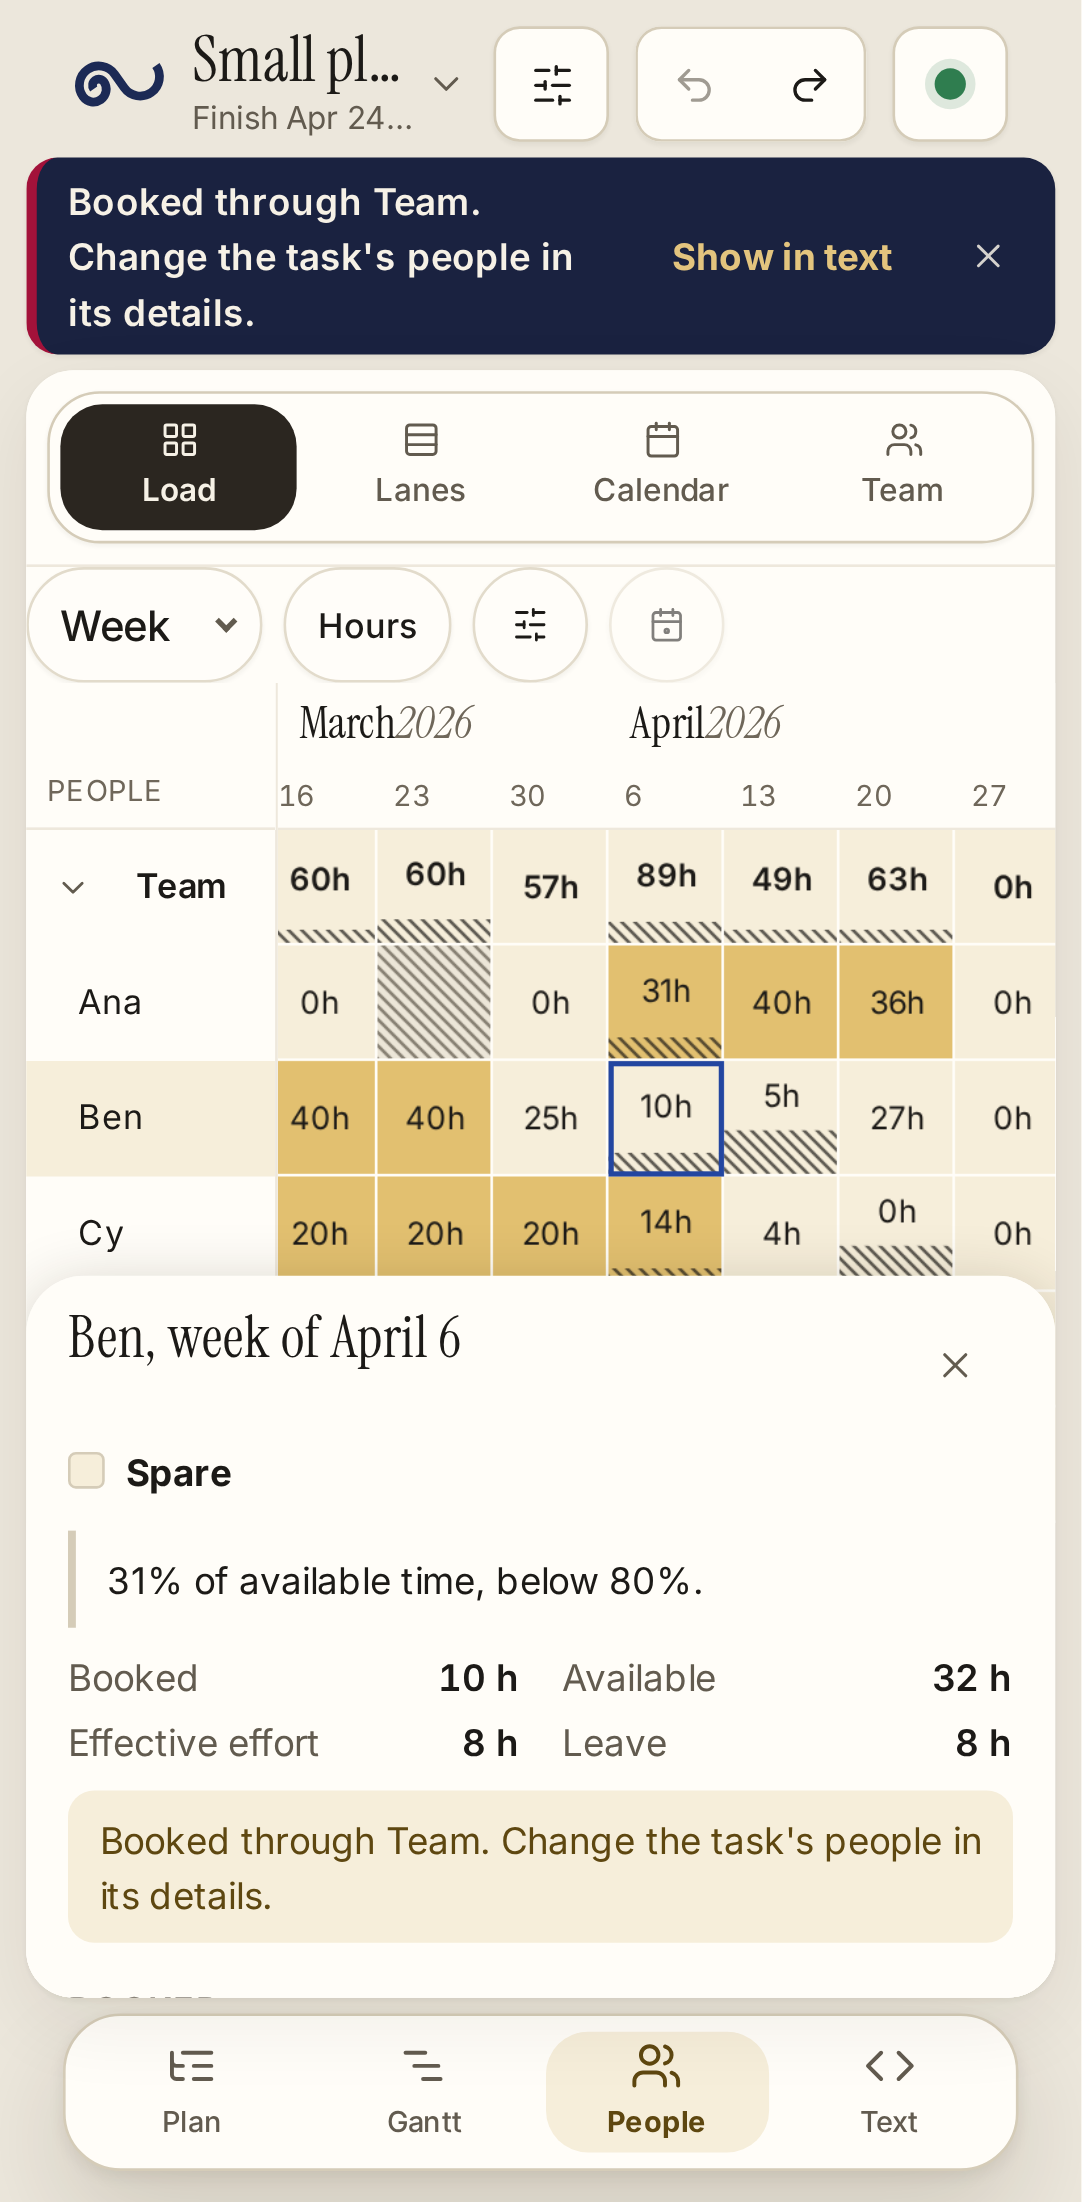 Small pl...
Finish Apr 24...
Booked through Team.
Change the task's people in
its details.
Show in text
Load
Lanes
Calendar
Team
Week
Hours
March 2026
April 2026
PEOPLE
16 23 30 6 13 20 27
Team 60h 60h 57h 89h 49h 63h 0h
Ana 0h 0h 31h 40h 36h 0h
Ben 40h 40h 25h 10h 5h 27h 0h
Cy 20h 20h 20h 14h 4h 0h 0h
Ben, week of April 6
Spare
31% of available time, below 80%.
Booked 10 h Available 32 h
Effective effort 8 h Leave 8 h
Booked through Team. Change the task's people in
its details.
Plan
Gantt
People
Text